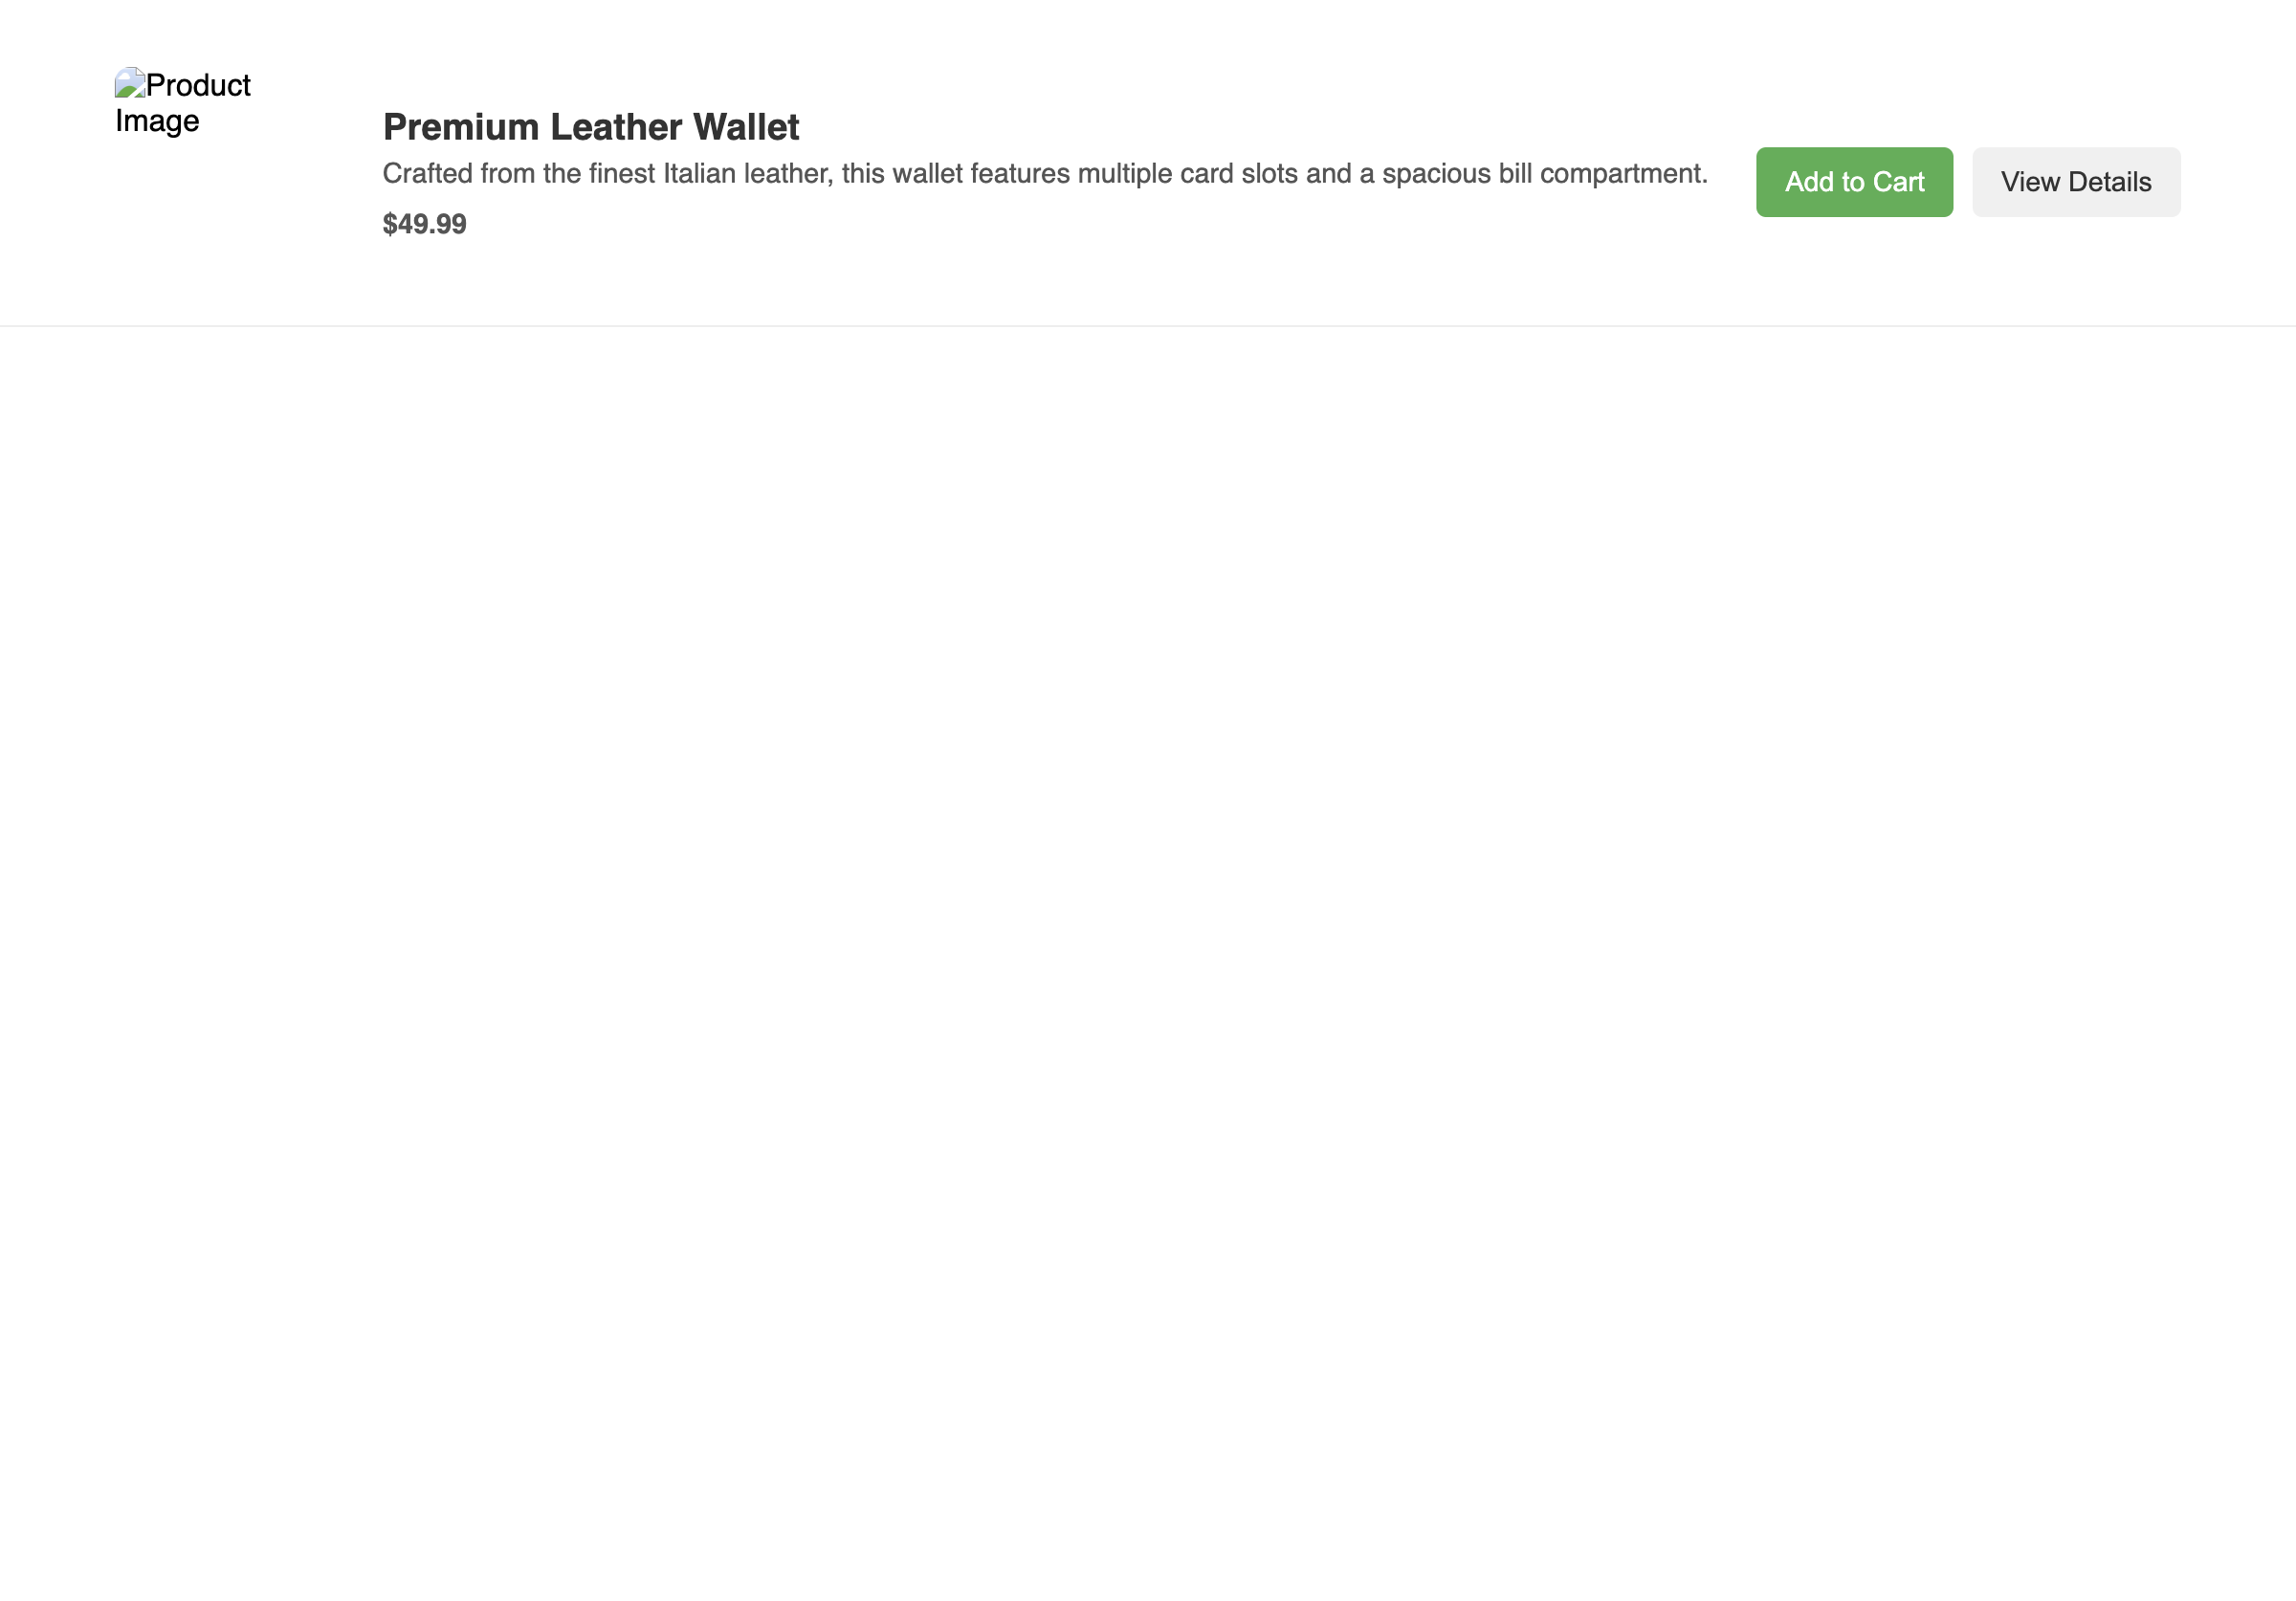 Product
Image
Premium Leather Wallet
Crafted from the finest Italian leather, this wallet features multiple card slots and a spacious bill compartment.
$49.99
Add to Cart
View Details